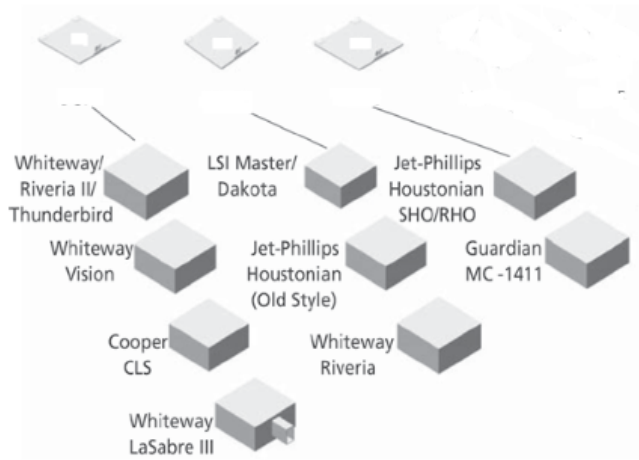 Whiteway/
Riveria II/
Thunderbird
LSI Master/
Dakota
Jet-Phillips
Houstonian
SHO/RHO
Whiteway
Vision
Jet-Phillips
Houstonian
(Old Style)
Guardian
MC -1411
Cooper
CLS
Whiteway
Riveria
Whiteway
LaSabre III